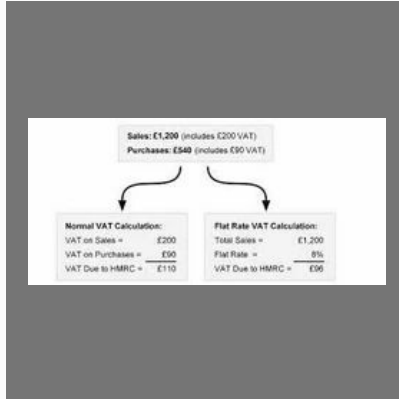 Sales: £1,200 (includes £200 VAT)
Purchases: £540 (includes £90 VAT)
Normal VAT Calculation:
VAT on Sales = £200
VAT on Purchases = £90
VAT Due to HMRC = £110
Flat Rate VAT Calculation:
Total Sales = £1,200
Flat Rate = 8%
VAT Due to HMRC = £96